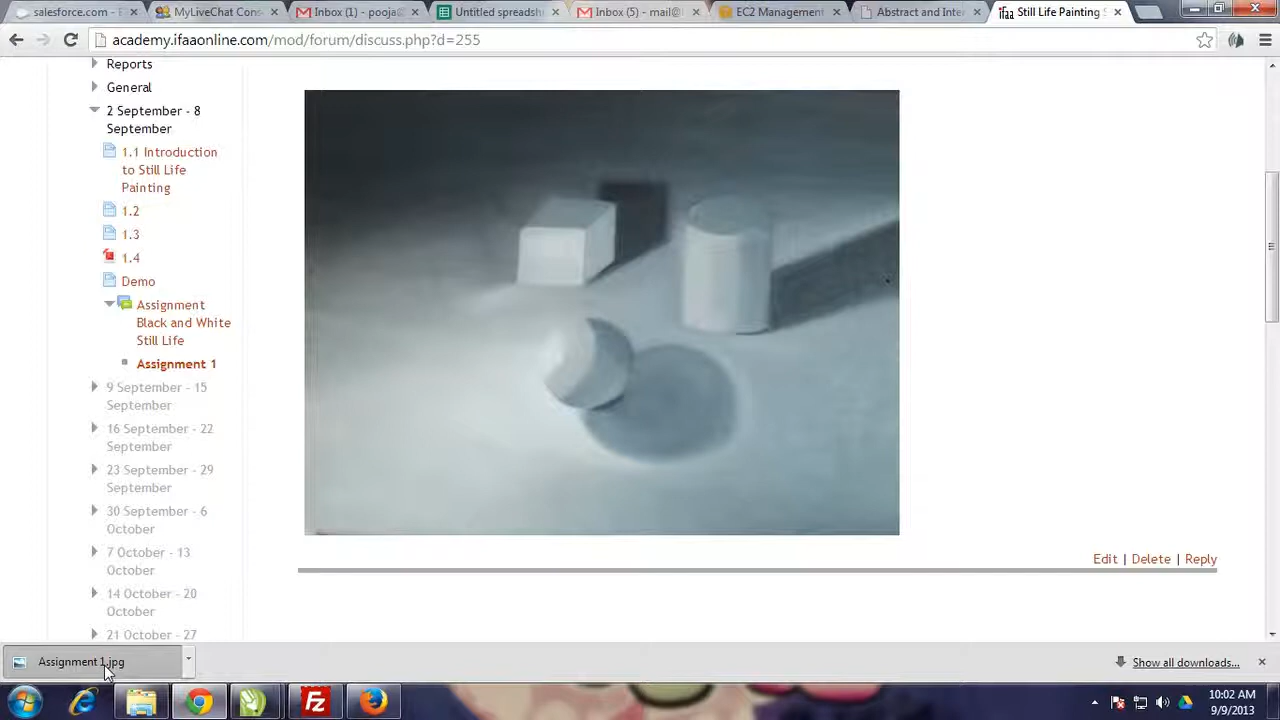 salesforce.com - P
MyLiveChat Cons
Inbox (1) - pooja@
Untitled spreadsh
Inbox (5) - mail@i
EC2 Management
Abstract and Inter
Still Life Painting S
academy.ifaaonline.com/mod/forum/discuss.php?d=255
Reports
General
2 September - 8
September
1.1 Introduction
to Still Life
Painting
1.2
1.3
1.4
Demo
Assignment
Black and White
Still Life
Assignment 1
9 September - 15
September
16 September - 22
September
23 September - 29
September
30 September - 6
October
7 October - 13
October
14 October - 20
October
21 October - 27
Edit | Delete | Reply
Assignment 1.jpg
Show all downloads...
10:02 AM
9/9/2013